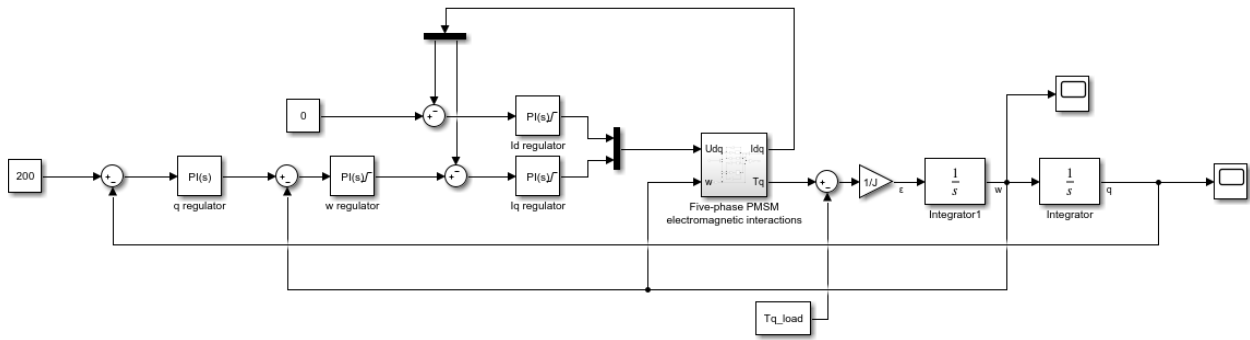 0
PI(s)
Id regulator
200
PI(s)
q regulator
PI(s)
w regulator
PI(s)
Iq regulator
Udq
Idq
w
Tq
Five-phase PMSM
electromagnetic interactions
1/J
ε
1
s
Integrator1
w
1
s
Integrator
q
Tq_load